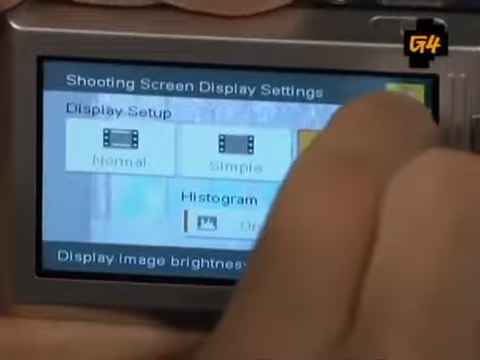 G4
Shooting Screen Display Settings
Display Setup
Normal
Simple
Histogram
Display image brightness